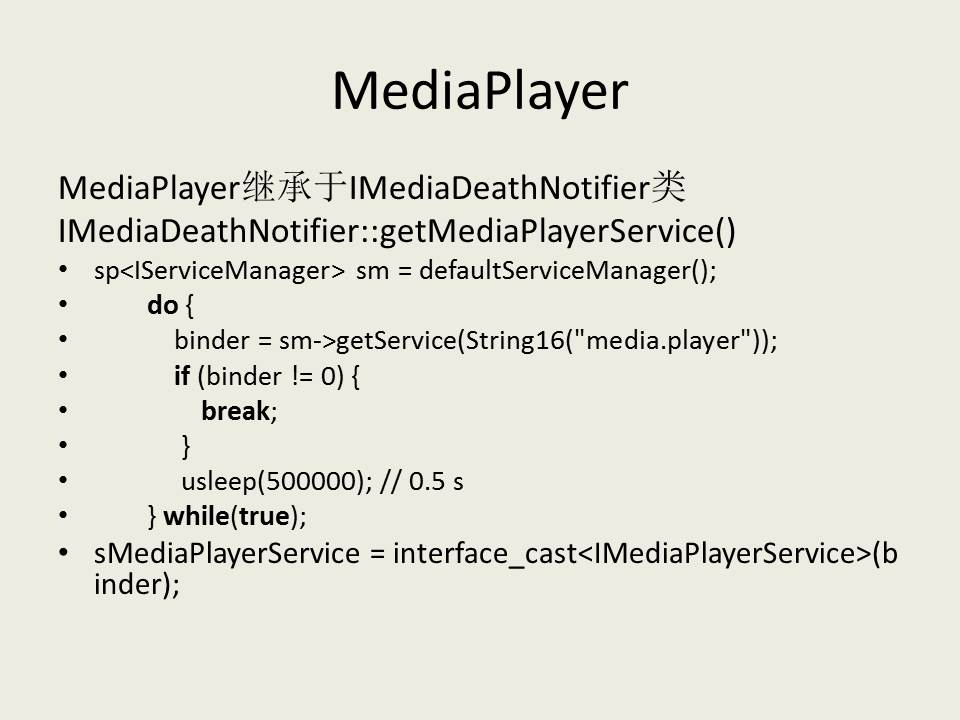 MediaPlayer
MediaPlayer继承于IMediaDeathNotifier类
IMediaDeathNotifier::getMediaPlayerService()
• sp<IServiceManager> sm = defaultServiceManager();
• do {
• binder = sm->getService(String16("media.player"));
• if (binder != 0) {
• break;
• }
• usleep(500000); // 0.5 s
• } while(true);
• sMediaPlayerService = interface_cast<IMediaPlayerService>(b
inder);